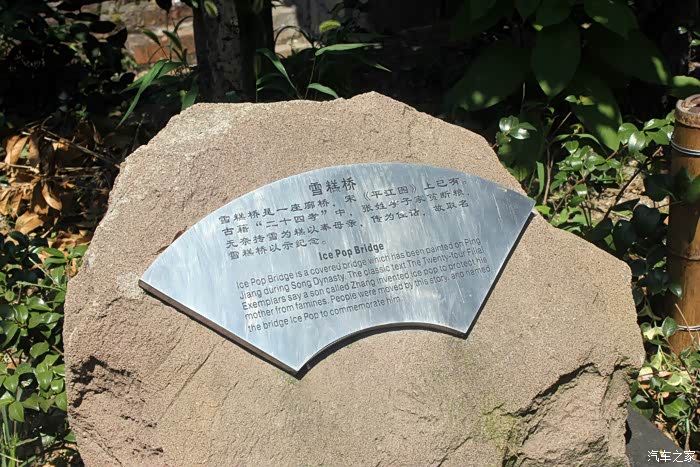 雪糕桥
雪糕桥是一座廊桥，宋《平江图》上已有。
古籍“二十四孝”中，张姓孝子家贫断粮，
无奈持雪为糕以奉母亲，传为佳话，故取名
雪糕桥以示纪念。
Ice Pop Bridge
Ice Pop Bridge is a covered bridge which has been painted on Ping
Jiang during Song Dynasty. The classic text The Twenty-four Filial
Exemplars say a son called Zhang invented ice pop to protect his
mother from famines. People were moved by this story, and named
the bridge Ice Pop to commemorate him.
汽车之家